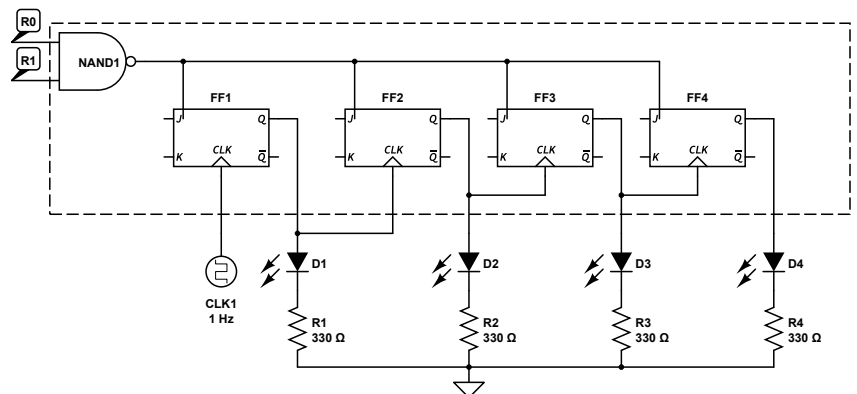 R0
R1
NAND1
FF1
FF2
FF3
FF4
J Q
J Q
J Q
J Q
CLK
CLK
CLK
CLK
K Q̅
K Q̅
K Q̅
K Q̅
D1
D2
D3
D4
CLK1
1 Hz
R1
330 Ω
R2
330 Ω
R3
330 Ω
R4
330 Ω